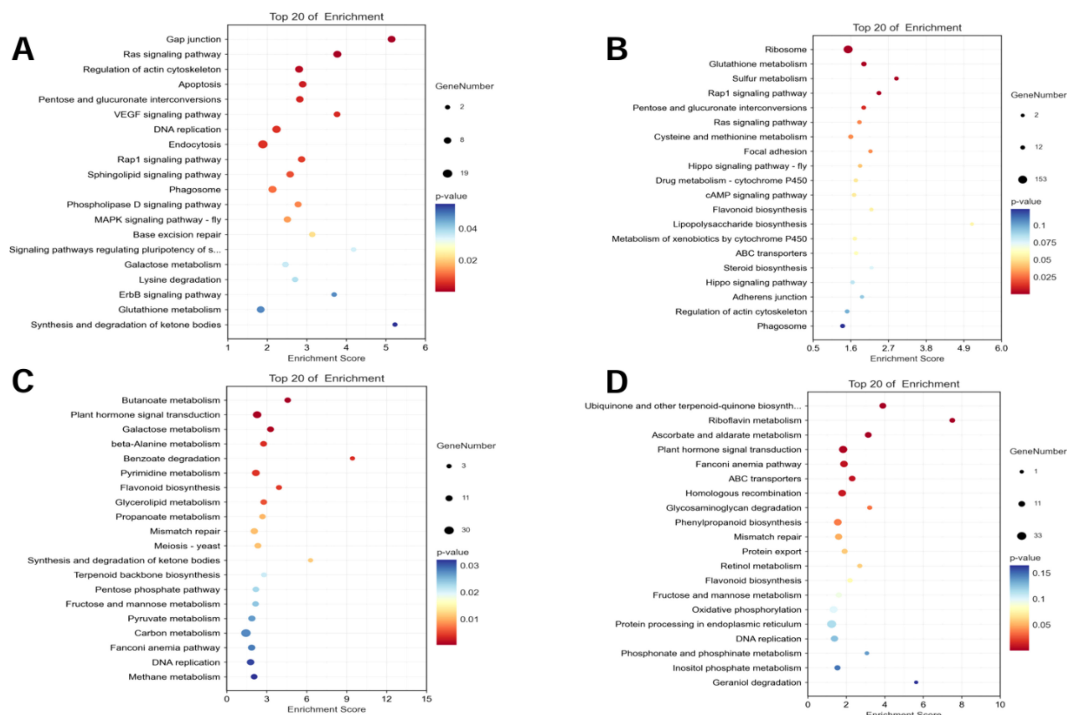 A
Top 20 of Enrichment
Gap junction
Ras signaling pathway
Regulation of actin cytoskeleton
Apoptosis
Pentose and glucuronate interconversions
VEGF signaling pathway
DNA replication
Endocytosis
Rap1 signaling pathway
Sphingolipid signaling pathway
Phagosome
Phospholipase D signaling pathway
MAPK signaling pathway - fly
Base excision repair
Signaling pathways regulating pluripotency of s...
Galactose metabolism
Lysine degradation
ErbB signaling pathway
Glutathione metabolism
Synthesis and degradation of ketone bodies
1 2 3 4 5 6
Enrichment Score
GeneNumber
2
8
19
p-value
0.04
0.02
B
Top 20 of Enrichment
Ribosome
Glutathione metabolism
Sulfur metabolism
Rap1 signaling pathway
Pentose and glucuronate interconversions
Ras signaling pathway
Cysteine and methionine metabolism
Focal adhesion
Hippo signaling pathway - fly
Drug metabolism - cytochrome P450
cAMP signaling pathway
Flavonoid biosynthesis
Lipopolysaccharide biosynthesis
Metabolism of xenobiotics by cytochrome P450
ABC transporters
Steroid biosynthesis
Hippo signaling pathway
Adherens junction
Regulation of actin cytoskeleton
Phagosome
0.5 1.6 2.7 3.8 4.9 6.0
Enrichment Score
GeneNumber
2
12
153
p-value
0.1
0.075
0.05
0.025
C
Top 20 of Enrichment
Butanoate metabolism
Plant hormone signal transduction
Galactose metabolism
beta-Alanine metabolism
Benzoate degradation
Pyrimidine metabolism
Flavonoid biosynthesis
Glycerolipid metabolism
Propanoate metabolism
Mismatch repair
Meiosis - yeast
Synthesis and degradation of ketone bodies
Terpenoid backbone biosynthesis
Pentose phosphate pathway
Fructose and mannose metabolism
Pyruvate metabolism
Carbon metabolism
Fanconi anemia pathway
DNA replication
Methane metabolism
0 3 6 9 12 15
Enrichment Score
GeneNumber
3
11
30
p-value
0.03
0.02
0.01
D
Top 20 of Enrichment
Ubiquinone and other terpenoid-quinone biosynth...
Riboflavin metabolism
Ascorbate and aldarate metabolism
Plant hormone signal transduction
Fanconi anemia pathway
ABC transporters
Homologous recombination
Glycosaminoglycan degradation
Phenylpropanoid biosynthesis
Mismatch repair
Protein export
Retinol metabolism
Flavonoid biosynthesis
Fructose and mannose metabolism
Oxidative phosphorylation
Protein processing in endoplasmic reticulum
DNA replication
Phosphonate and phosphinate metabolism
Inositol phosphate metabolism
Geraniol degradation
0 2 4 6 8 10
Enrichment Score
GeneNumber
1
11
33
p-value
0.15
0.1
0.05